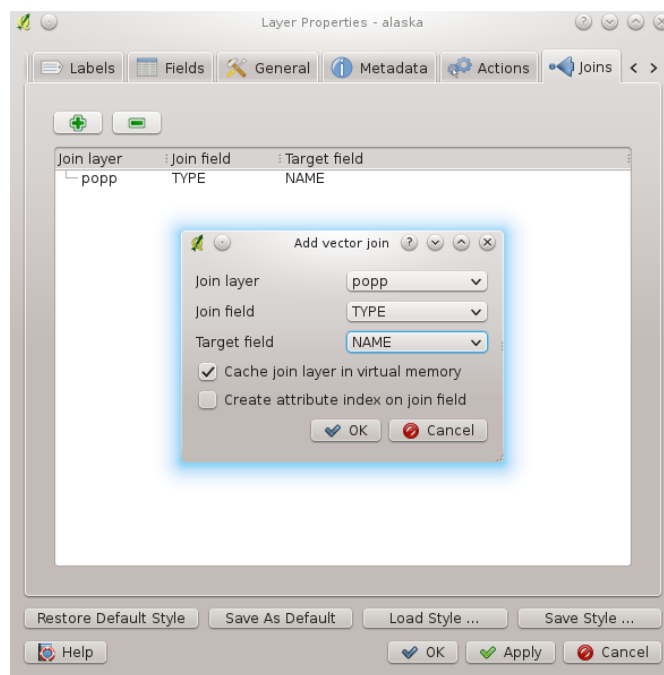 Layer Properties - alaska
Labels Fields General Metadata Actions Joins
Join layer Join field Target field
popp TYPE NAME
Add vector join
Join layer popp
Join field TYPE
Target field NAME
Cache join layer in virtual memory
Create attribute index on join field
OK Cancel
Restore Default Style Save As Default Load Style ... Save Style ...
Help OK Apply Cancel